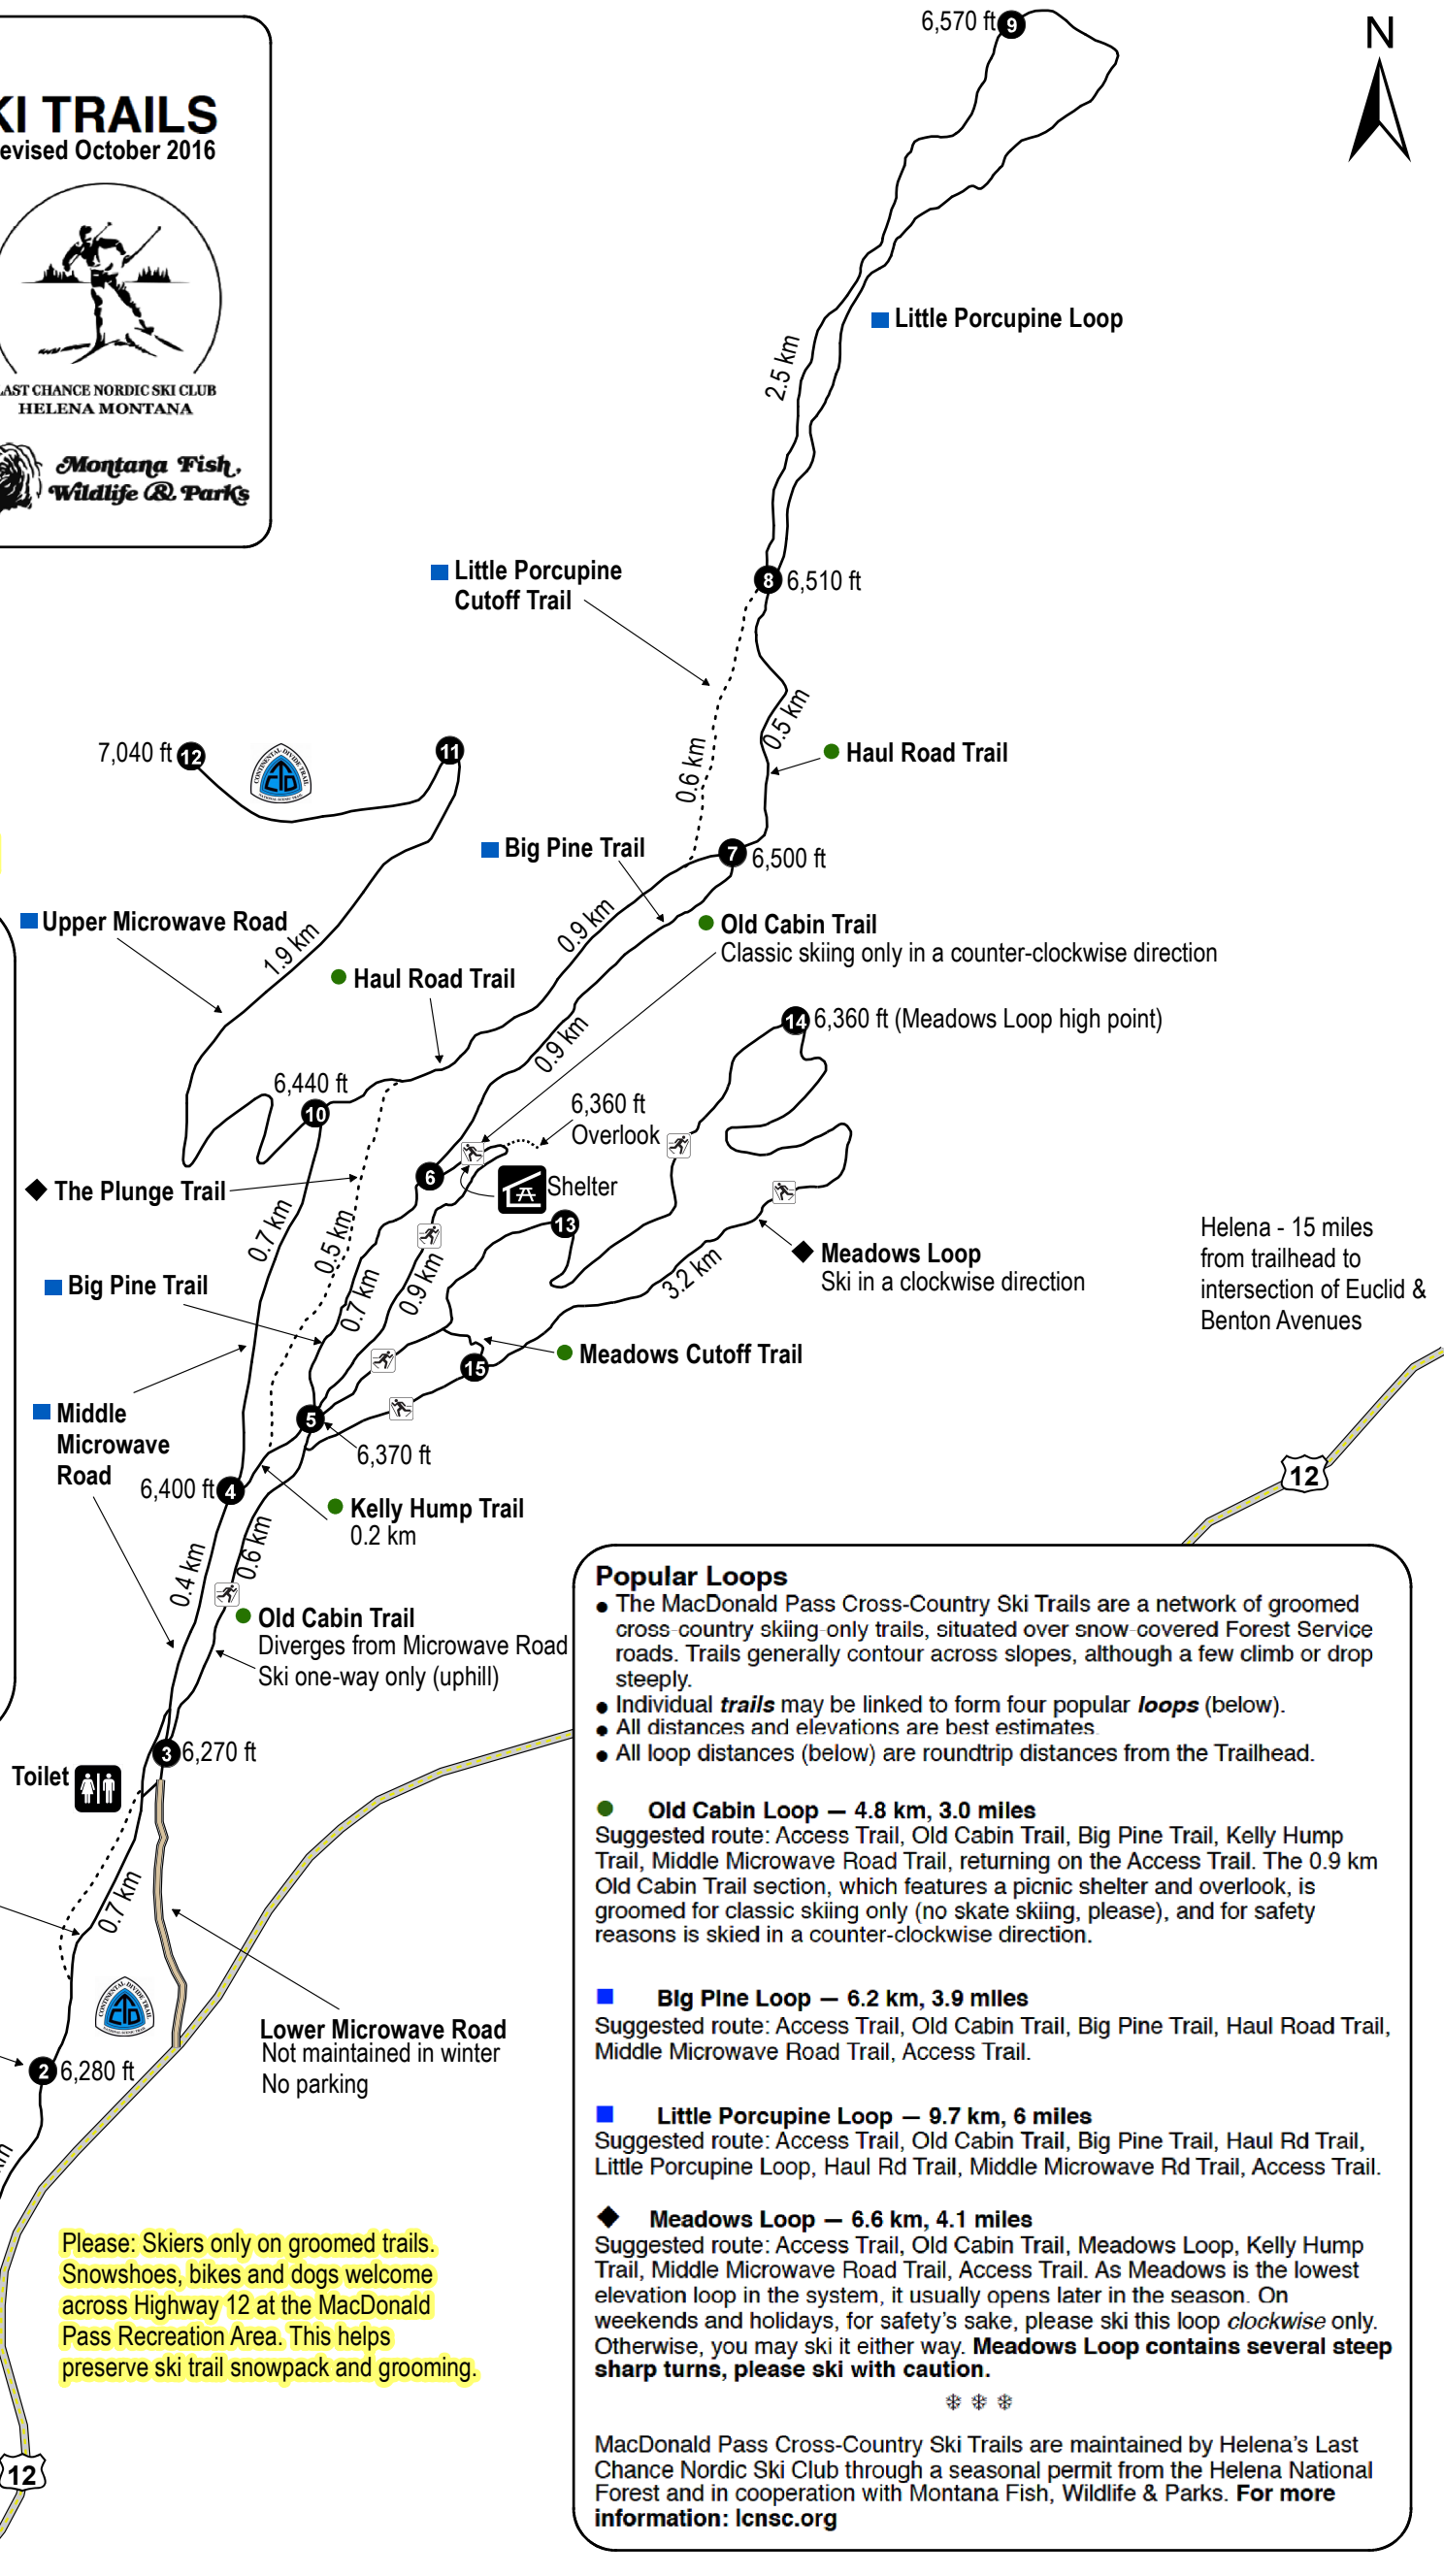 KI TRAILS
evised October 2016
LAST CHANCE NORDIC SKI CLUB
HELENA MONTANA
Montana Fish,
Wildlife & Parks
6,570 ft 9
N
Little Porcupine Loop
2.5 km
Little Porcupine
Cutoff Trail
8 6,510 ft
0.5 km
0.6 km
Haul Road Trail
7,040 ft 12
CONTINENTAL DIVIDE TRAIL
CTD
NATIONAL SCENIC TRAIL
11
Big Pine Trail
7 6,500 ft
Upper Microwave Road
1.9 km
0.9 km
Old Cabin Trail
Classic skiing only in a counter-clockwise direction
Haul Road Trail
0.9 km
14 6,360 ft (Meadows Loop high point)
6,440 ft
10
6,360 ft
Overlook
6
Shelter
The Plunge Trail
13
0.7 km
0.5 km
Big Pine Trail
0.7 km
0.9 km
3.2 km
Meadows Loop
Ski in a clockwise direction
Helena - 15 miles
from trailhead to
intersection of Euclid &
Benton Avenues
Meadows Cutoff Trail
15
Middle
Microwave
Road
5
6,370 ft
6,400 ft 4
12
Kelly Hump Trail
0.2 km
0.4 km
0.6 km
Old Cabin Trail
Diverges from Microwave Road
Ski one-way only (uphill)
3 6,270 ft
Toilet
0.7 km
CONTINENTAL DIVIDE TRAIL
CTD
NATIONAL SCENIC TRAIL
Lower Microwave Road
Not maintained in winter
No parking
2 6,280 ft
Please: Skiers only on groomed trails.
Snowshoes, bikes and dogs welcome
across Highway 12 at the MacDonald
Pass Recreation Area. This helps
preserve ski trail snowpack and grooming.
12
Popular Loops
● The MacDonald Pass Cross-Country Ski Trails are a network of groomed
cross-country skiing-only trails, situated over snow-covered Forest Service
roads. Trails generally contour across slopes, although a few climb or drop
steeply.
● Individual trails may be linked to form four popular loops (below).
● All distances and elevations are best estimates.
● All loop distances (below) are roundtrip distances from the Trailhead.
Old Cabin Loop — 4.8 km, 3.0 miles
Suggested route: Access Trail, Old Cabin Trail, Big Pine Trail, Kelly Hump
Trail, Middle Microwave Road Trail, returning on the Access Trail. The 0.9 km
Old Cabin Trail section, which features a picnic shelter and overlook, is
groomed for classic skiing only (no skate skiing, please), and for safety
reasons is skied in a counter-clockwise direction.
Big Pine Loop — 6.2 km, 3.9 miles
Suggested route: Access Trail, Old Cabin Trail, Big Pine Trail, Haul Road Trail,
Middle Microwave Road Trail, Access Trail.
Little Porcupine Loop — 9.7 km, 6 miles
Suggested route: Access Trail, Old Cabin Trail, Big Pine Trail, Haul Rd Trail,
Little Porcupine Loop, Haul Rd Trail, Middle Microwave Rd Trail, Access Trail.
Meadows Loop — 6.6 km, 4.1 miles
Suggested route: Access Trail, Old Cabin Trail, Meadows Loop, Kelly Hump
Trail, Middle Microwave Road Trail, Access Trail. As Meadows is the lowest
elevation loop in the system, it usually opens later in the season. On
weekends and holidays, for safety's sake, please ski this loop clockwise only.
Otherwise, you may ski it either way. Meadows Loop contains several steep
sharp turns, please ski with caution.
MacDonald Pass Cross-Country Ski Trails are maintained by Helena's Last
Chance Nordic Ski Club through a seasonal permit from the Helena National
Forest and in cooperation with Montana Fish, Wildlife & Parks. For more
information: lcnsc.org